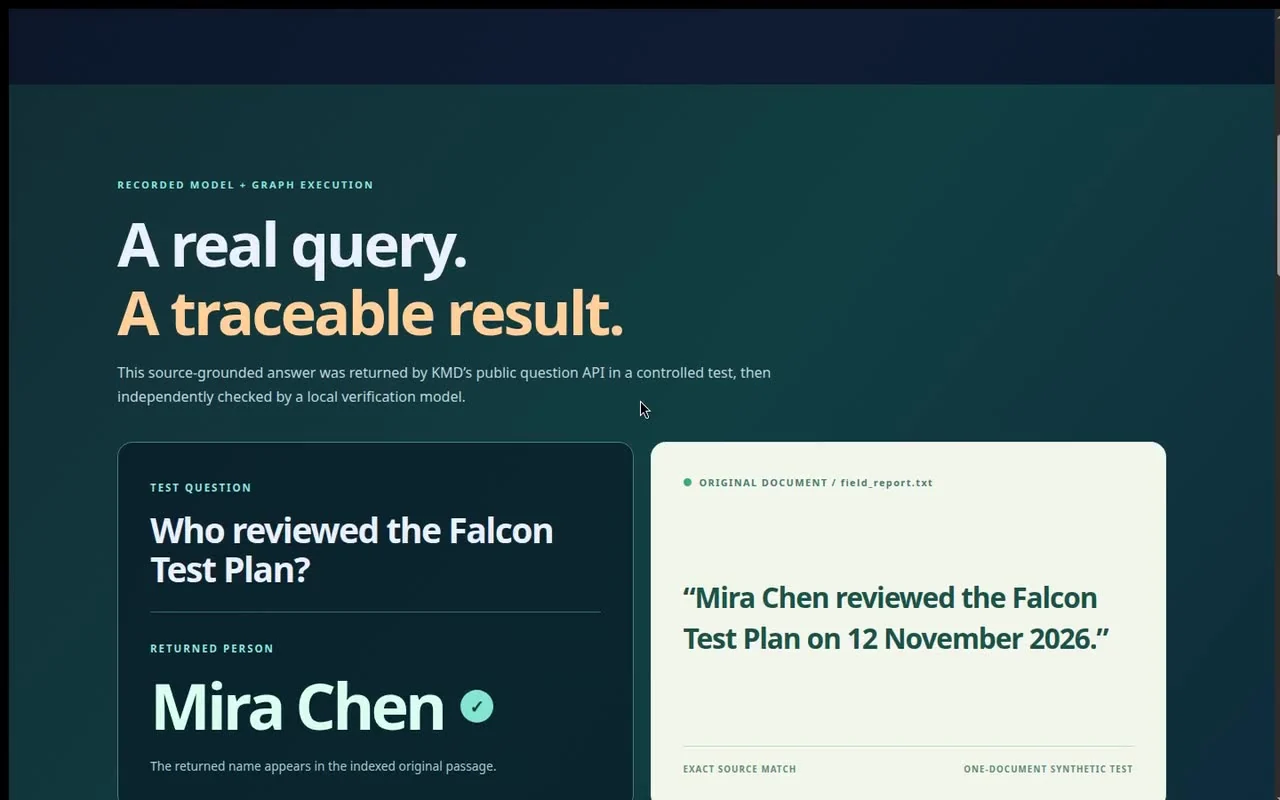 RECORDED MODEL + GRAPH EXECUTION
A real query.
A traceable result.
This source-grounded answer was returned by KMD’s public question API in a controlled test, then
independently checked by a local verification model.
TEST QUESTION
Who reviewed the Falcon
Test Plan?
RETURNED PERSON
Mira Chen ✓
The returned name appears in the indexed original passage.
ORIGINAL DOCUMENT / field_report.txt
“Mira Chen reviewed the Falcon
Test Plan on 12 November 2026.”
EXACT SOURCE MATCH
ONE-DOCUMENT SYNTHETIC TEST